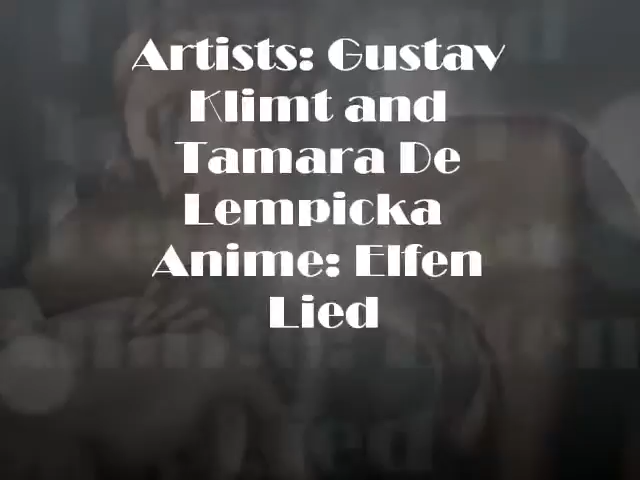 Artists: Gustav
Klimt and
Tamara De
Lempicka
Anime: Elfen
Lied